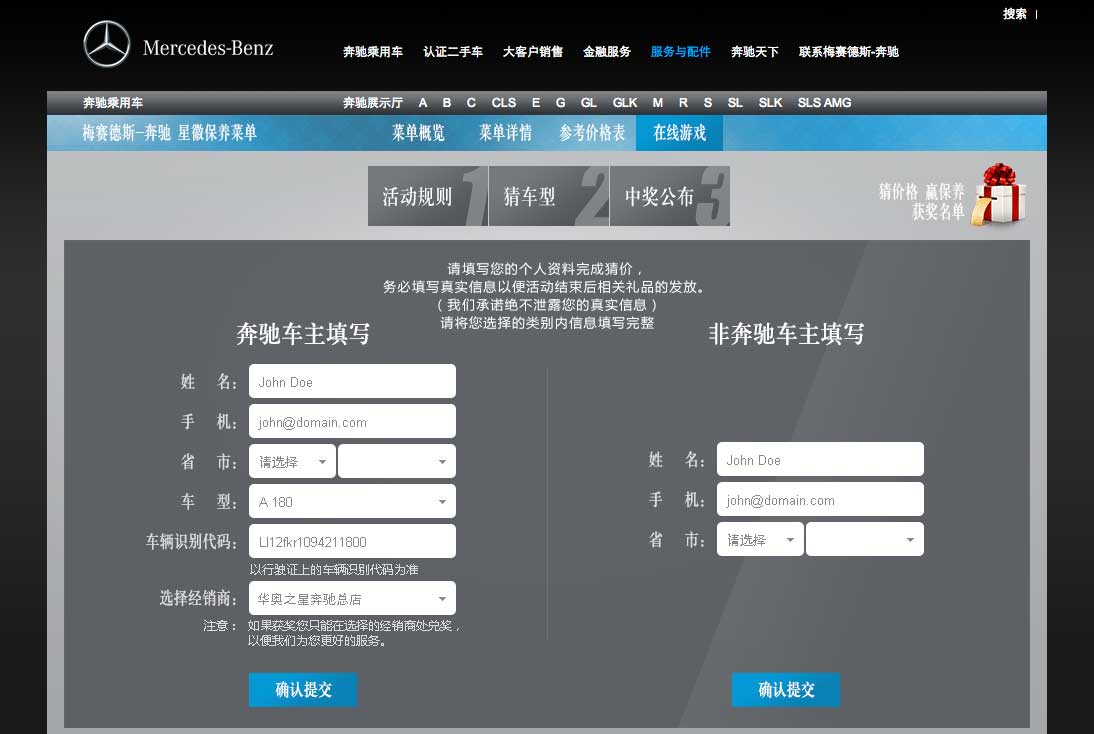 搜索 |
Mercedes-Benz
奔驰乘用车 认证二手车 大客户销售 金融服务 服务与配件 奔驰天下 联系梅赛德斯-奔驰
奔驰乘用车 奔驰展示厅 A B C CLS E G GL GLK M R S SL SLK SLS AMG
梅赛德斯-奔驰 星徽保养菜单 菜单概览 菜单详情 参考价格表 在线游戏
活动规则 1 猜车型 2 中奖公布 3
猜价格 赢保养
获奖名单
请填写您的个人资料完成猜价，
务必填写真实信息以便活动结束后相关礼品的发放。
（我们承诺绝不泄露您的真实信息）
请将您选择的类别内信息填写完整
奔驰车主填写
姓 名： John Doe
手 机： john@domain.com
省 市： 请选择
车 型： A 180
车辆识别代码： Ll12fkr1094211800
以行驶证上的车辆识别代码为准
选择经销商： 华奥之星奔驰总店
注意： 如果获奖您只能在选择的经销商处兑奖，
以便我们为您更好的服务。
确认提交
非奔驰车主填写
姓 名： John Doe
手 机： john@domain.com
省 市： 请选择
确认提交